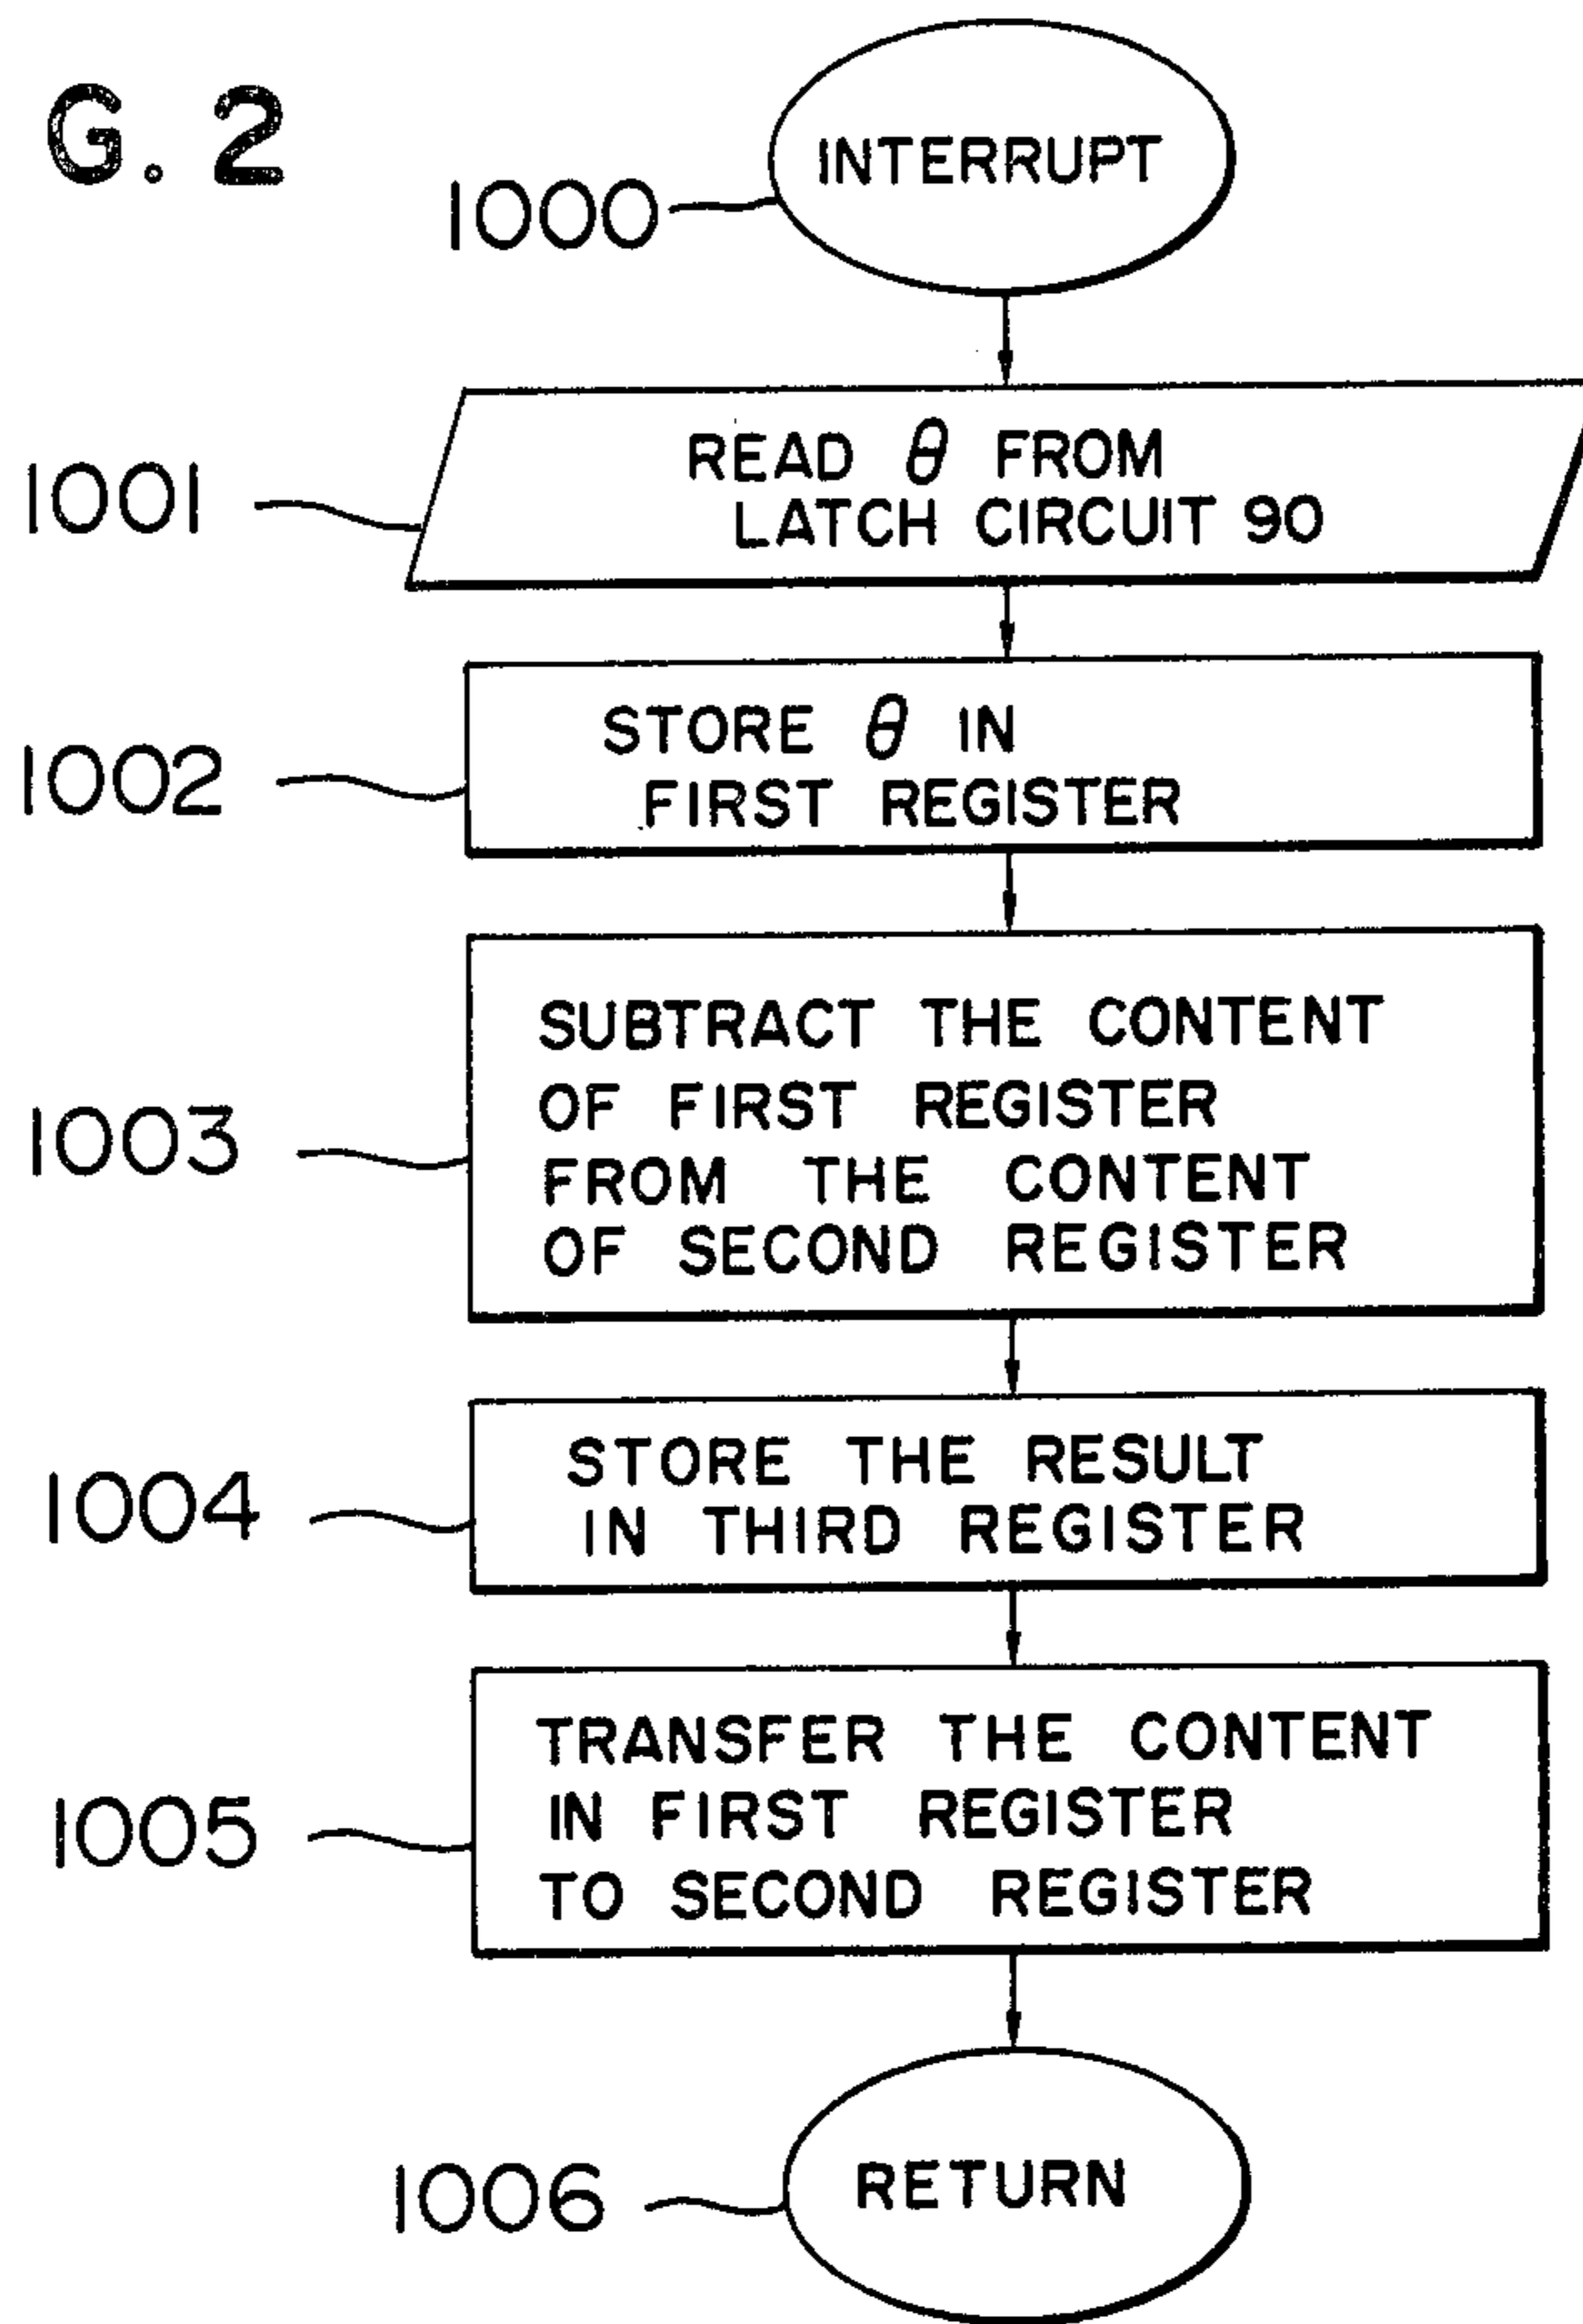 G. 2
INTERRUPT
1000
READ θ FROM
LATCH CIRCUIT 90
1001
STORE θ IN
FIRST REGISTER
1002
SUBTRACT THE CONTENT
OF FIRST REGISTER
FROM THE CONTENT
OF SECOND REGISTER
1003
STORE THE RESULT
IN THIRD REGISTER
1004
TRANSFER THE CONTENT
IN FIRST REGISTER
TO SECOND REGISTER
1005
RETURN
1006